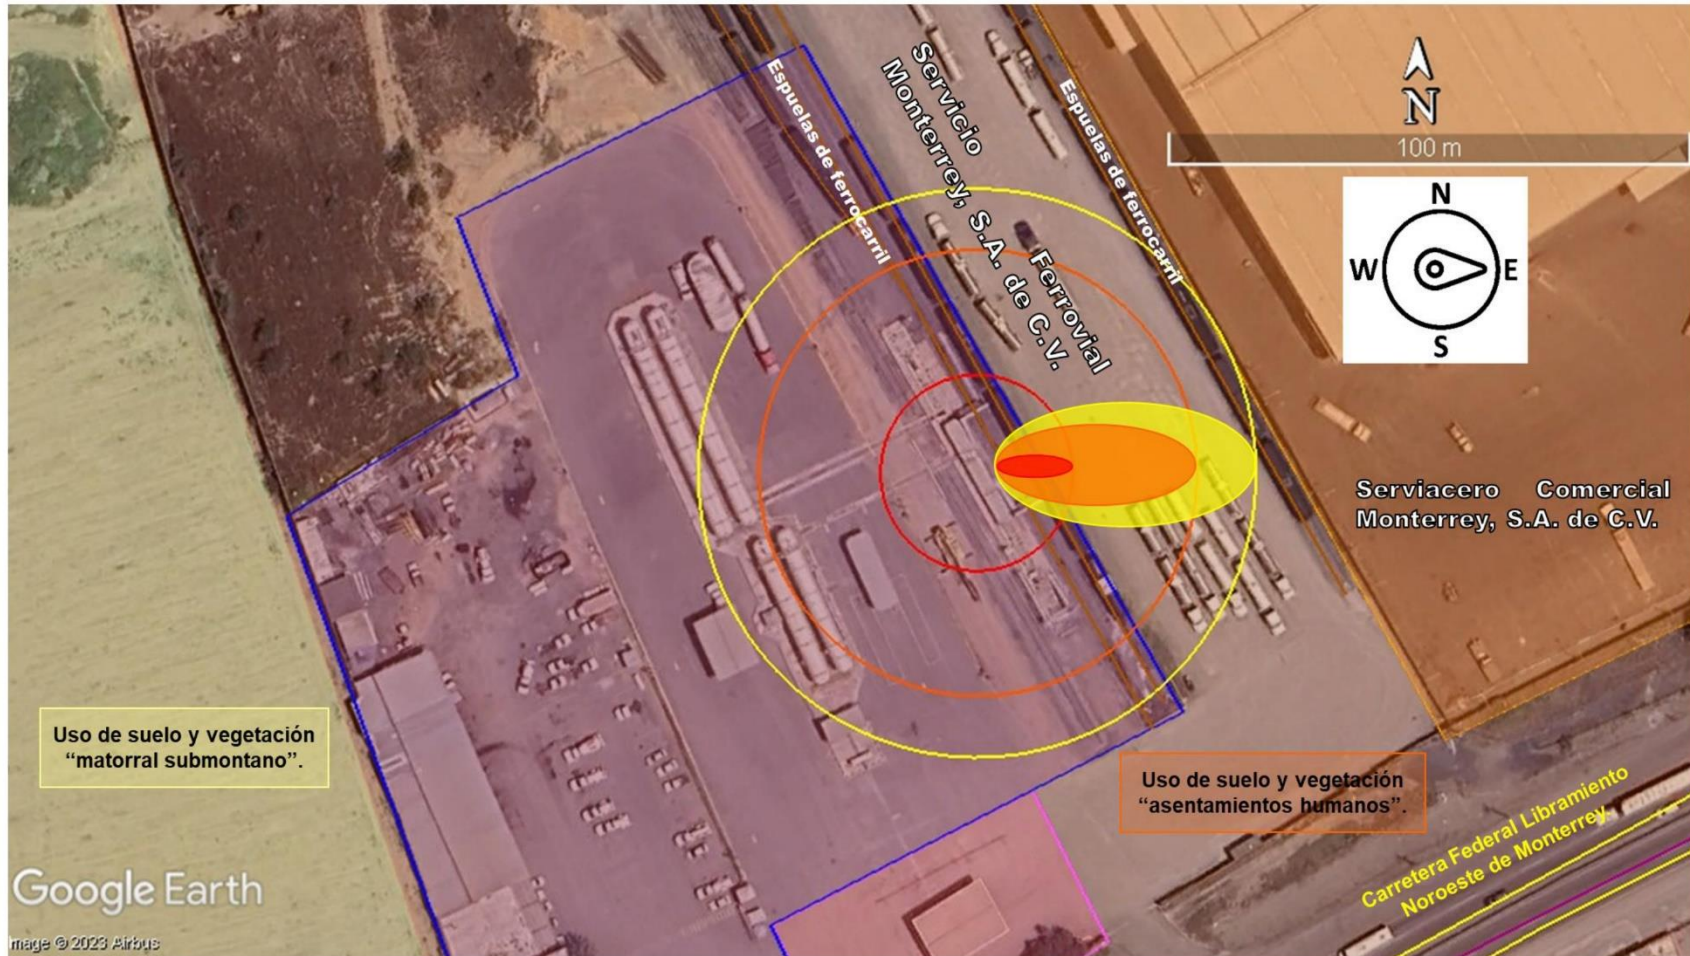 Espuelas de ferrocarril
Servicio Ferrovial
Monterrey, S.A. de C.V.
Espuelas de ferrocarril
N
100 m
N
W
E
S
Serviacero Comercial
Monterrey, S.A. de C.V.
Uso de suelo y vegetación
“matorral submontano”.
Uso de suelo y vegetación
“asentamientos humanos”.
Carretera Federal Libramiento
Noroeste de Monterrey.
Google Earth
Image © 2023 Airbus